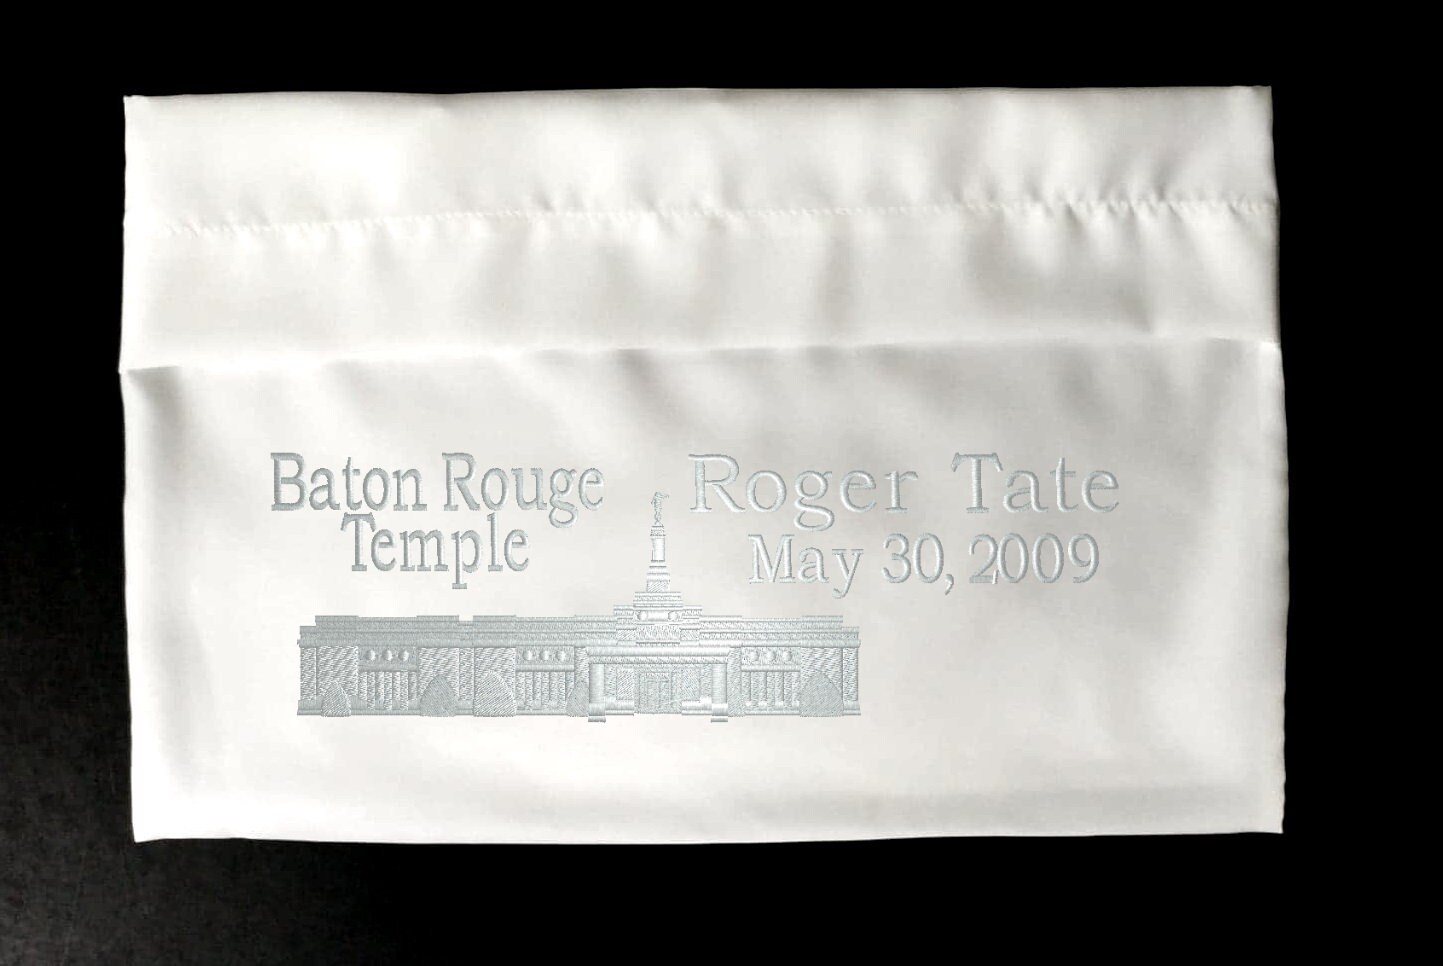 Baton Rouge
Temple
Roger Tate
May 30, 2009